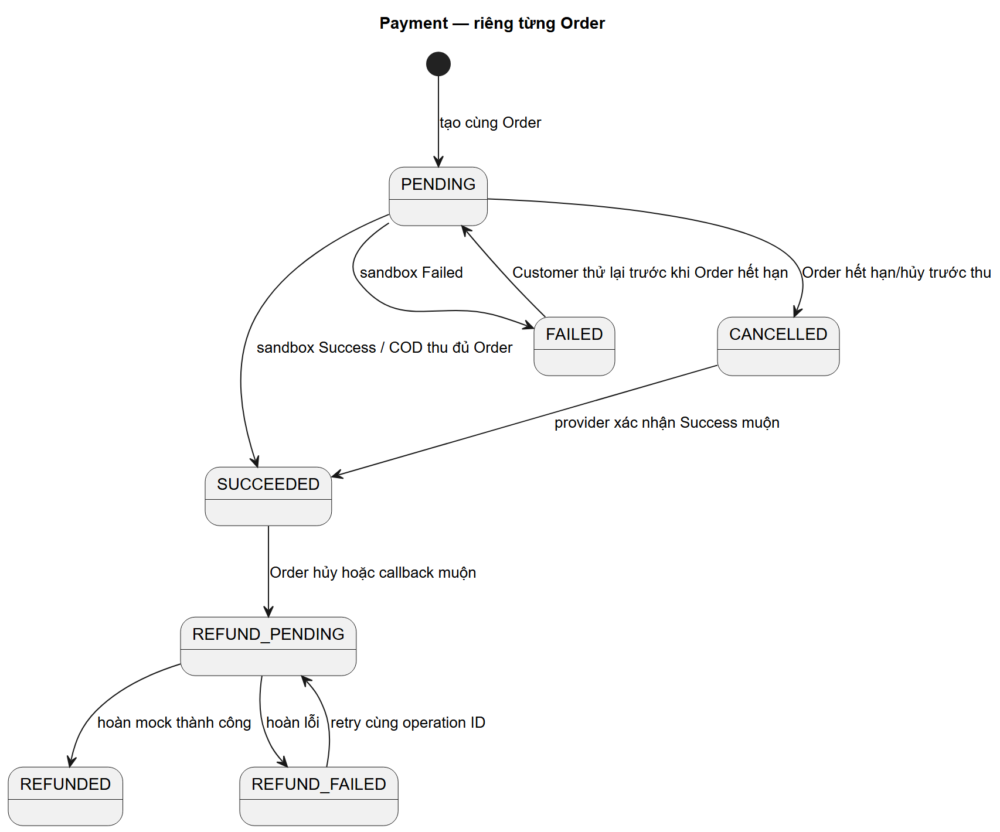 Payment — riêng từng Order
tạo cùng Order
PENDING
sandbox Failed
Customer thử lại trước khi Order hết hạn
Order hết hạn/hủy trước thu
FAILED
CANCELLED
sandbox Success / COD thu đủ Order
provider xác nhận Success muộn
SUCCEEDED
Order hủy hoặc callback muộn
REFUND_PENDING
hoàn mock thành công
hoàn lỗi
retry cùng operation ID
REFUNDED
REFUND_FAILED